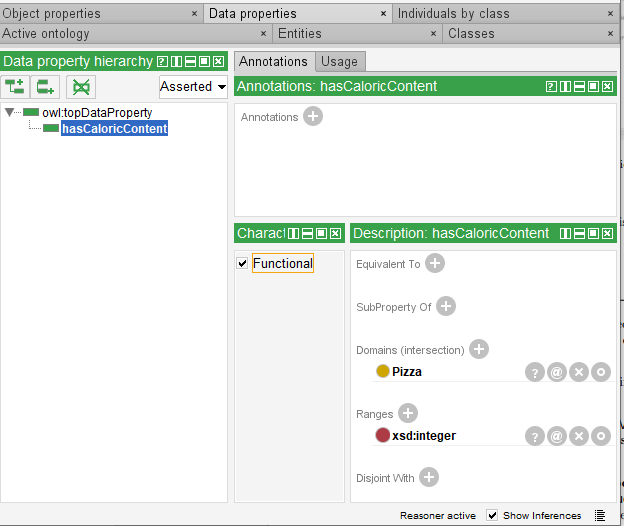 Object properties × Data properties × Individuals by class ×
Active ontology × Entities × Classes ×
Data property hierarchy
Asserted
owl:topDataProperty
hasCaloricContent
Annotations Usage
Annotations: hasCaloricContent
Annotations
Charact
Functional
Description: hasCaloricContent
Equivalent To
SubProperty Of
Domains (intersection)
Pizza
Ranges
xsd:integer
Disjoint With
Reasoner active Show Inferences